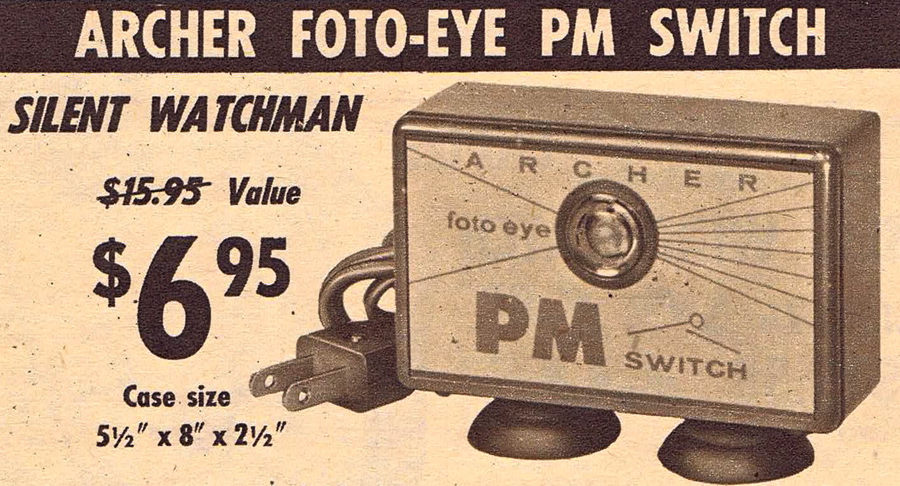 ARCHER FOTO-EYE PM SWITCH
SILENT WATCHMAN
$15.95 Value
$6.95
Case size
5½" x 8" x 2½"
ARCHER
foto eye
PM
SWITCH